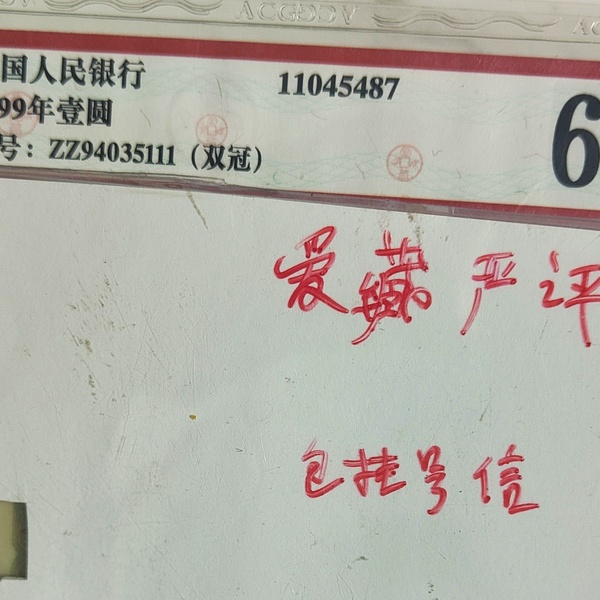 ACGGGV
国人民银行 11045487
99年壹圆 6
号：ZZ94035111（双冠）
爱藏 严评
包挂号信